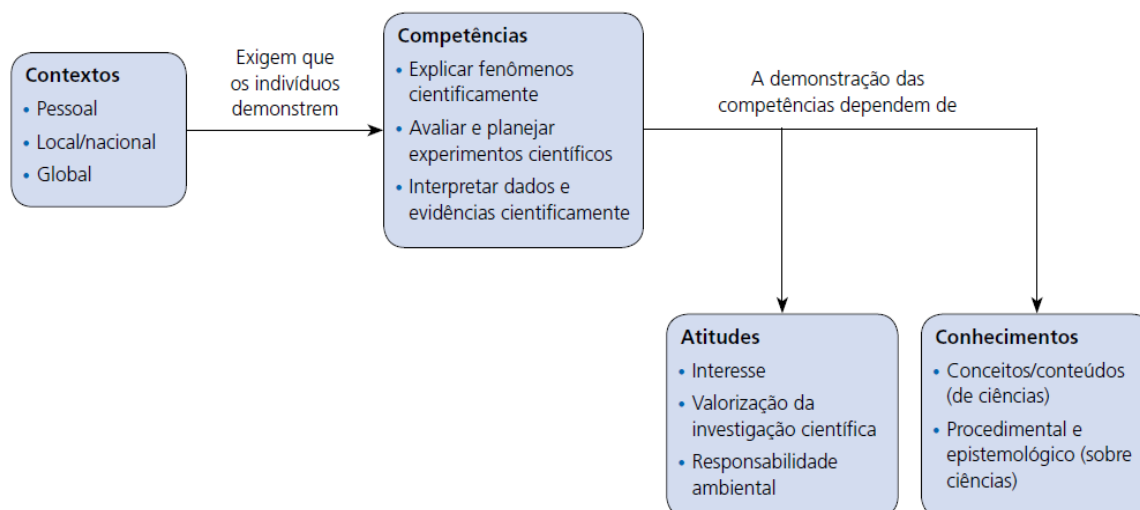 Contextos
• Pessoal
• Local/nacional
• Global
Exigem que
os indivíduos
demonstrem
Competências
• Explicar fenômenos
cientificamente
• Avaliar e planejar
experimentos científicos
• Interpretar dados e
evidências cientificamente
A demonstração das
competências dependem de
Atitudes
• Interesse
• Valorização da
investigação científica
• Responsabilidade
ambiental
Conhecimentos
• Conceitos/conteúdos
(de ciências)
• Procedimental e
epistemológico (sobre
ciências)